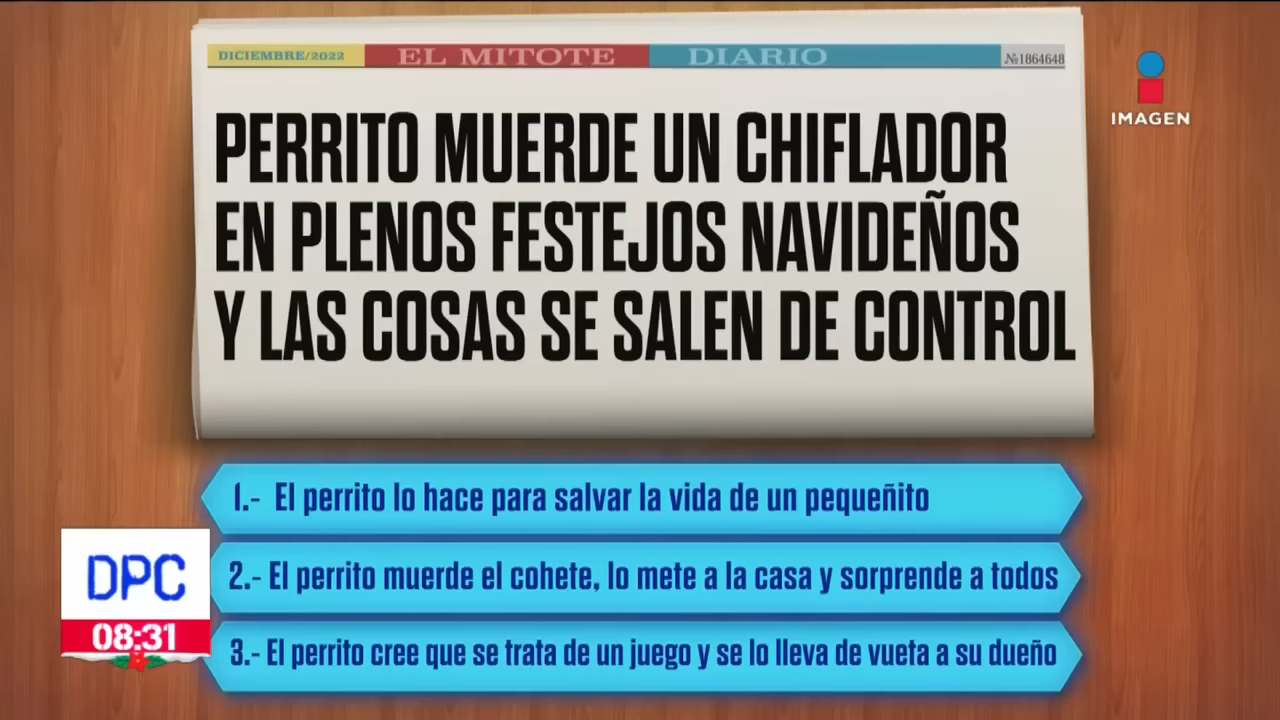 DICIEMBRE/2022 EL MITOTE DIARIO №1864648
IMAGEN
PERRITO MUERDE UN CHIFLADOR
EN PLENOS FESTEJOS NAVIDEÑOS
Y LAS COSAS SE SALEN DE CONTROL
1.- El perrito lo hace para salvar la vida de un pequeñito
2.- El perrito muerde el cohete, lo mete a la casa y sorprende a todos
3.- El perrito cree que se trata de un juego y se lo lleva de vueta a su dueño
DPC
08:31